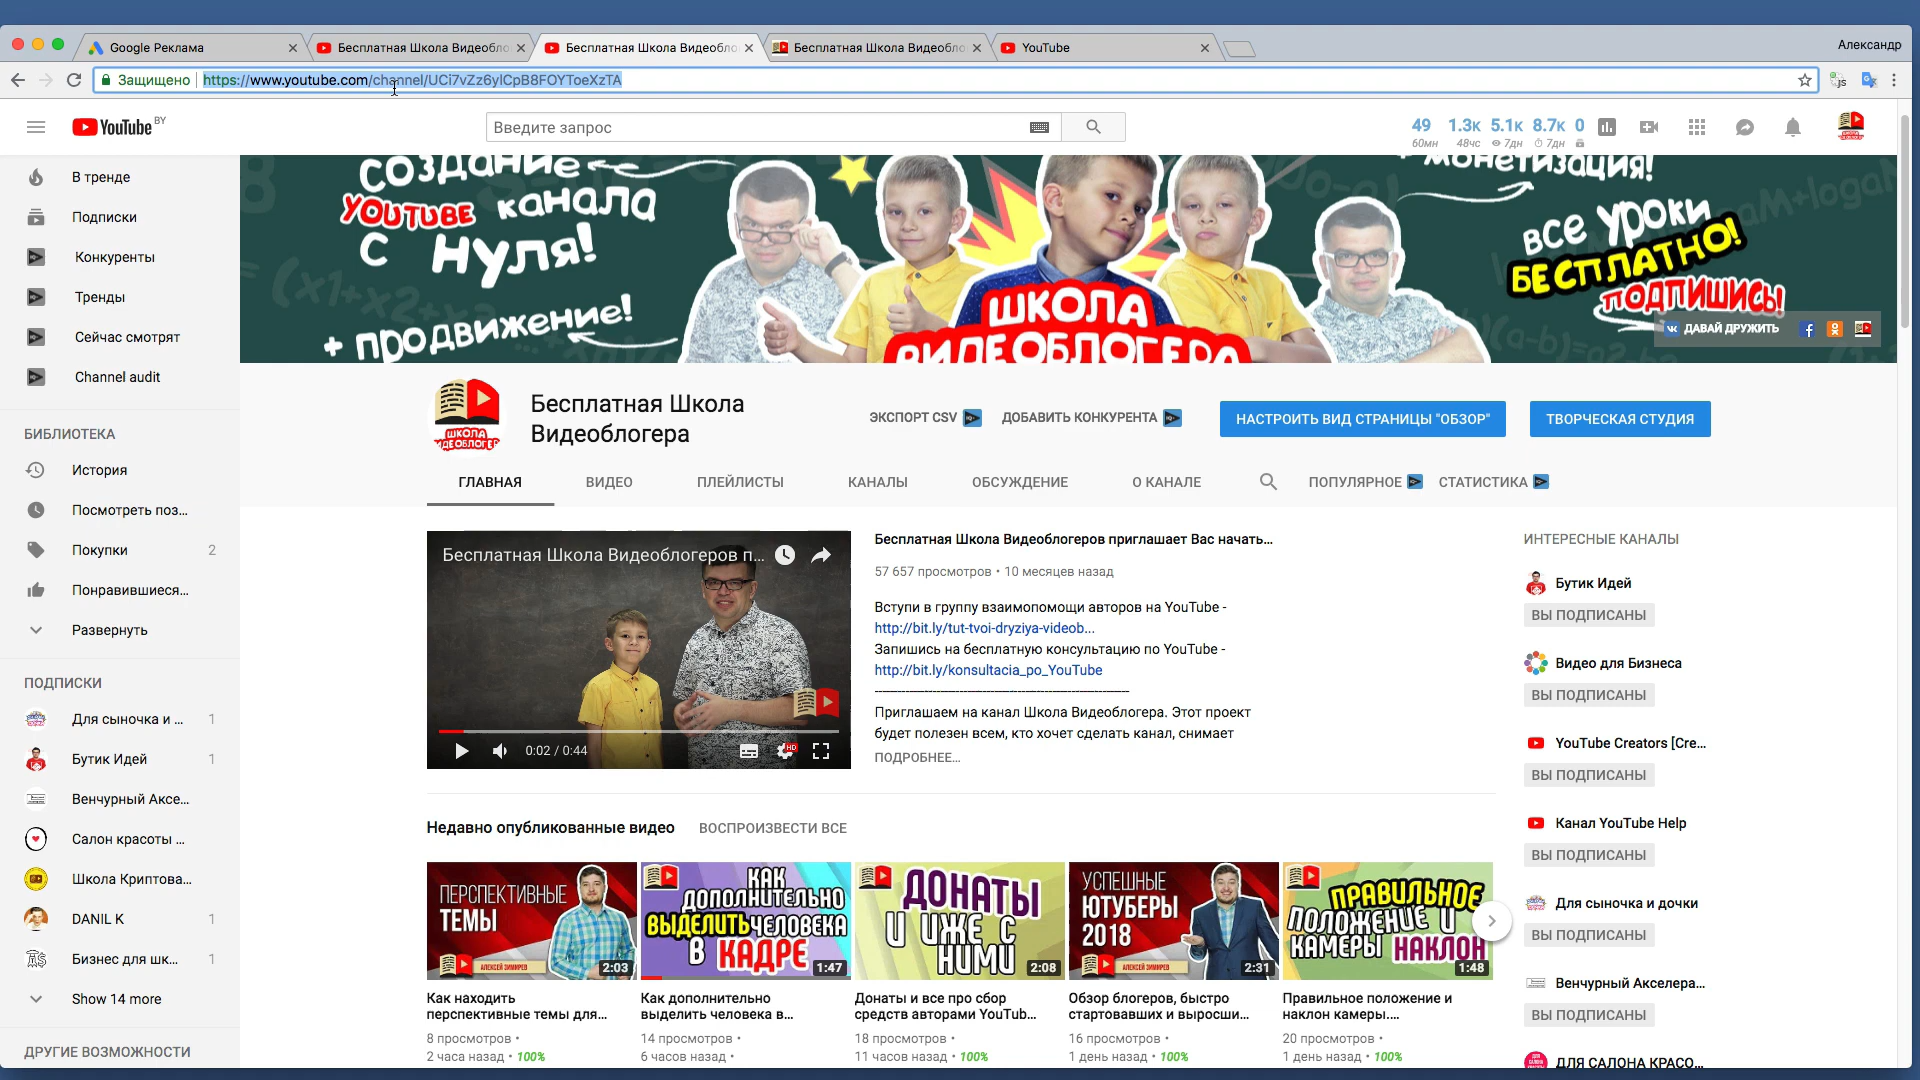 Google Реклама
Бесплатная Школа Видеобло
Бесплатная Школа Видеобло
Бесплатная Школа Видеобло
YouTube
Александр
Защищено
https://www.youtube.com/channel/UCi7vZz6yICpB8FOYToeXzTA
YouTube BY
Введите запрос
49 1.3к 5.1к 8.7к 0
60мн 48чс 7дн 7дн
создание
YOUTUBE канала
с нуля!
+ продвижение!
ШКОЛА
ВИДЕОБЛОГЕРА
+ монетизация!
все уроки
БЕСПЛАТНО!
подпишись!
ДАВАЙ ДРУЖИТЬ
В тренде
Подписки
Конкуренты
Тренды
Сейчас смотрят
Channel audit
БИБЛИОТЕКА
История
Посмотреть поз...
Покупки 2
Понравившиеся...
Развернуть
ПОДПИСКИ
Для сыночка и ... 1
Бутик Идей 1
Венчурный Аксе...
Салон красоты ...
Школа Криптова...
DANIL K 1
Бизнес для шк... 1
Show 14 more
ДРУГИЕ ВОЗМОЖНОСТИ
Бесплатная Школа
Видеоблогера
ЭКСПОРТ CSV
ДОБАВИТЬ КОНКУРЕНТА
НАСТРОИТЬ ВИД СТРАНИЦЫ "ОБЗОР"
ТВОРЧЕСКАЯ СТУДИЯ
ГЛАВНАЯ ВИДЕО ПЛЕЙЛИСТЫ КАНАЛЫ ОБСУЖДЕНИЕ О КАНАЛЕ ПОПУЛЯРНОЕ СТАТИСТИКА
Бесплатная Школа Видеоблогеров п...
0:02 / 0:44
HD
Бесплатная Школа Видеоблогеров приглашает Вас начать...
57 657 просмотров • 10 месяцев назад
Вступи в группу взаимопомощи авторов на YouTube -
http://bit.ly/tut-tvoi-dryziya-videob...
Запишись на бесплатную консультацию по YouTube -
http://bit.ly/konsultacia_po_YouTube
Приглашаем на канал Школа Видеоблогера. Этот проект
будет полезен всем, кто хочет сделать канал, снимает
ПОДРОБНЕЕ...
ИНТЕРЕСНЫЕ КАНАЛЫ
Бутик Идей
ВЫ ПОДПИСАНЫ
Видео для Бизнеса
ВЫ ПОДПИСАНЫ
YouTube Creators [Cre...
ВЫ ПОДПИСАНЫ
Канал YouTube Help
ВЫ ПОДПИСАНЫ
Для сыночка и дочки
ВЫ ПОДПИСАНЫ
Венчурный Акселера...
ВЫ ПОДПИСАНЫ
ДЛЯ САЛОНА КРАСО...
Недавно опубликованные видео
ВОСПРОИЗВЕСТИ ВСЕ
ПЕРСПЕКТИВНЫЕ
ТЕМЫ
АЛЕКСЕЙ ЗИМИРЕВ
2:03
Как находить
перспективные темы для...
8 просмотров •
2 часа назад • 100%
КАК
ДОПОЛНИТЕЛЬНО
ВЫДЕЛИТЬ ЧЕЛОВЕКА
В КАДРЕ
1:47
Как дополнительно
выделить человека в...
14 просмотров •
6 часов назад •
ДОНАТЫ
И ИЖЕ С
НИМИ
2:08
Донаты и все про сбор
средств авторами YouTub...
18 просмотров •
11 часов назад • 100%
УСПЕШНЫЕ
ЮТУБЕРЫ
2018
АЛЕКСЕЙ ЗИМИРЕВ
2:31
Обзор блогеров, быстро
стартовавших и выросши...
16 просмотров •
1 день назад • 100%
ПРАВИЛЬНОЕ
ПОЛОЖЕНИЕ И
КАМЕРЫ НАКЛОН
1:48
Правильное положение и
наклон камеры....
20 просмотров •
1 день назад • 100%